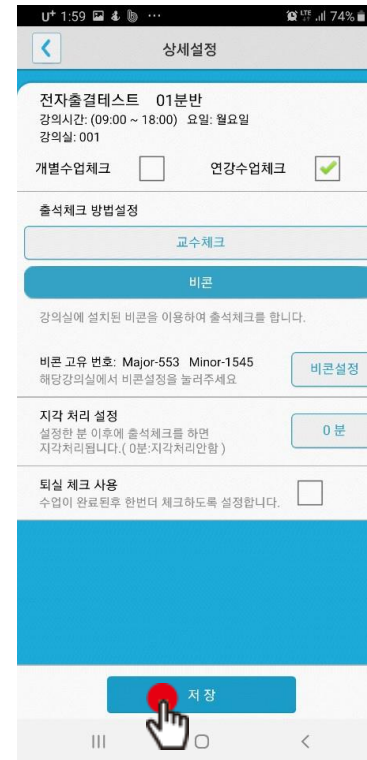 U+ 1:59 ··· LTE 74%
상세설정
전자출결테스트 01분반
강의시간: (09:00 ~ 18:00) 요일: 월요일
강의실: 001
개별수업체크 연강수업체크
출석체크 방법설정
교수체크
비콘
강의실에 설치된 비콘을 이용하여 출석체크를 합니다.
비콘 고유 번호: Major-553 Minor-1545
해당강의실에서 비콘설정을 눌러주세요
비콘설정
지각 처리 설정
설정한 분 이후에 출석체크를 하면
지각처리됩니다.( 0분:지각처리안함 )
0 분
퇴실 체크 사용
수업이 완료된후 한번더 체크하도록 설정합니다.
저 장